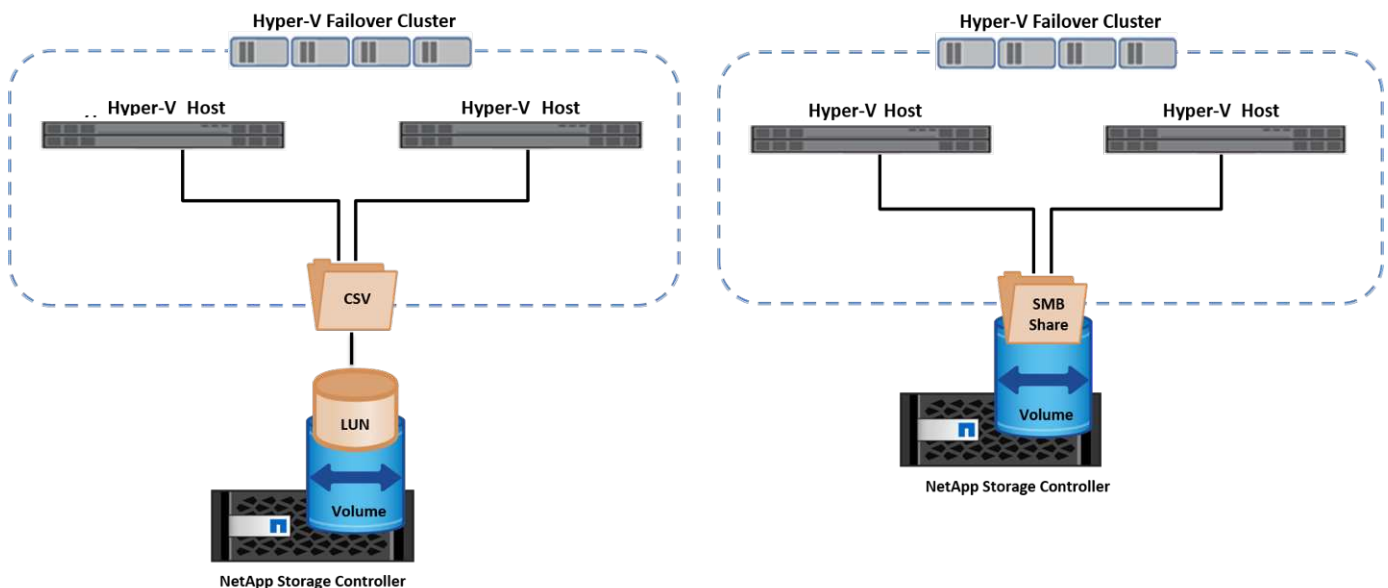 Hyper-V Failover Cluster
Hyper-V Host
Hyper-V Host
CSV
LUN
Volume
NetApp Storage Controller
Hyper-V Failover Cluster
Hyper-V Host
Hyper-V Host
SMB
Share
Volume
NetApp Storage Controller